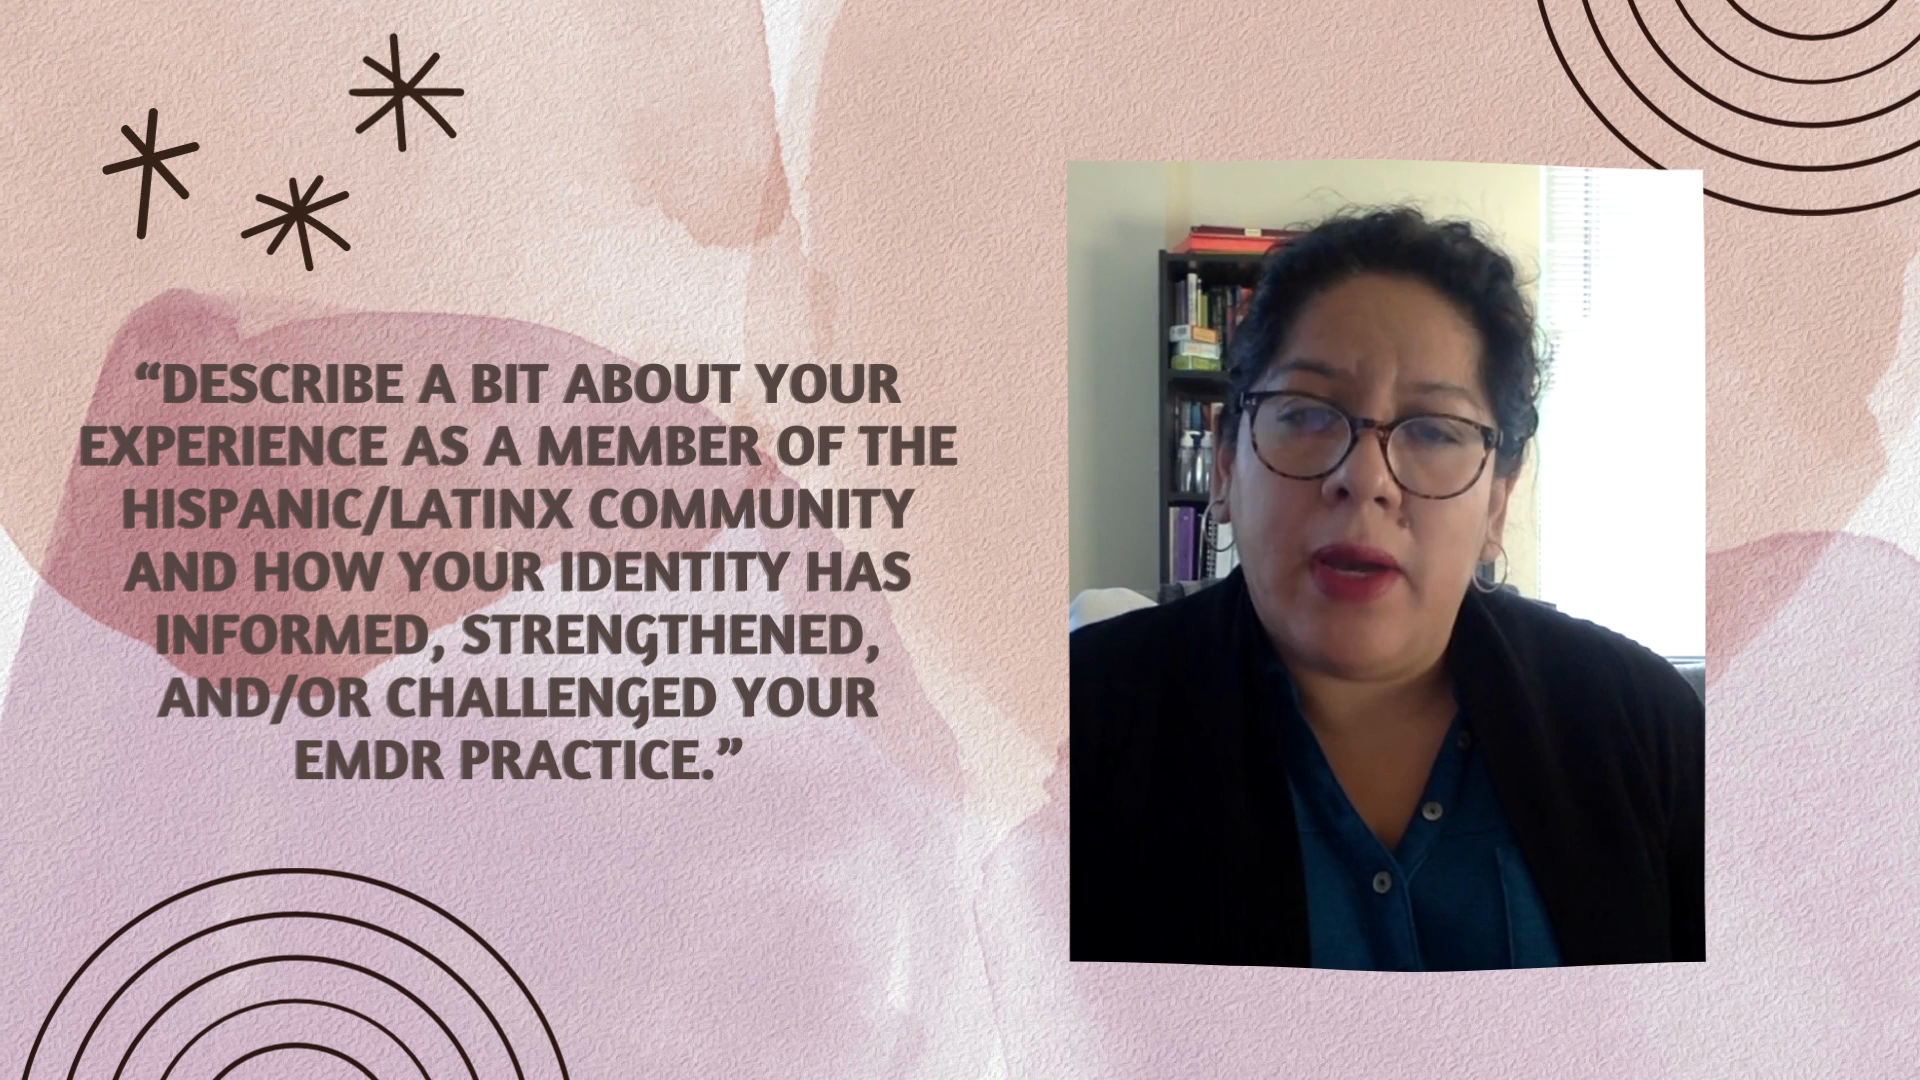 “DESCRIBE A BIT ABOUT YOUR
EXPERIENCE AS A MEMBER OF THE
HISPANIC/LATINX COMMUNITY
AND HOW YOUR IDENTITY HAS
INFORMED, STRENGTHENED,
AND/OR CHALLENGED YOUR
EMDR PRACTICE.”